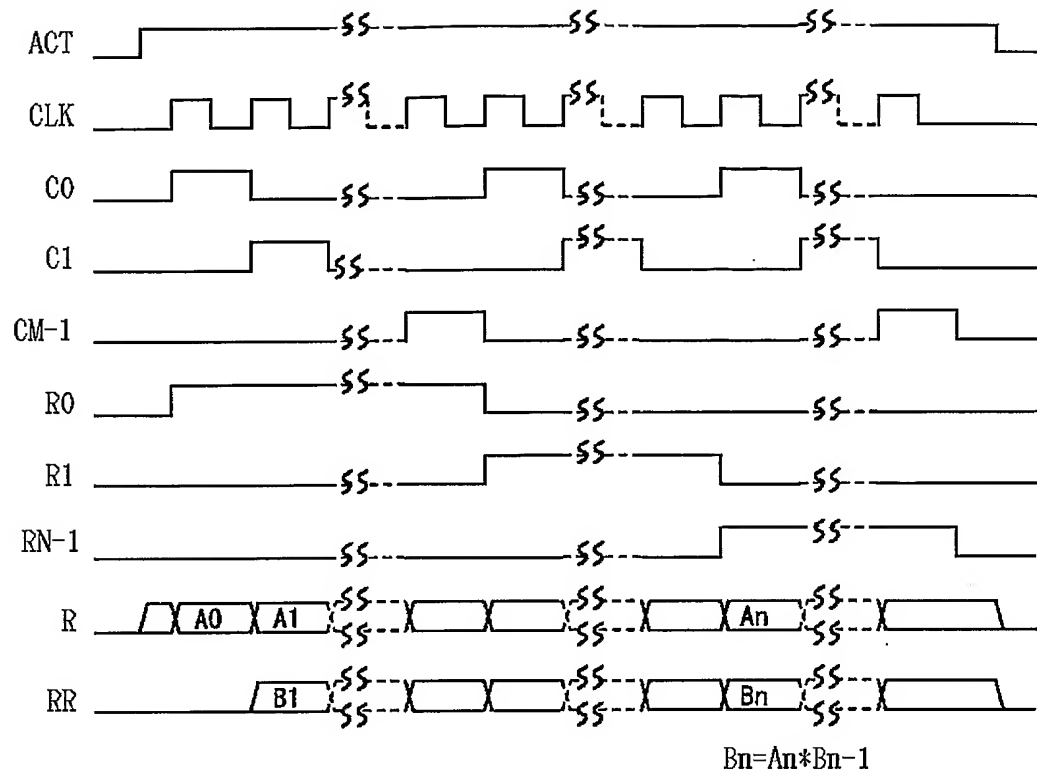 ACT
CLK
C0
C1
CM-1
R0
R1
RN-1
R A0 A1 An
RR B1 Bn
Bn=An*Bn-1